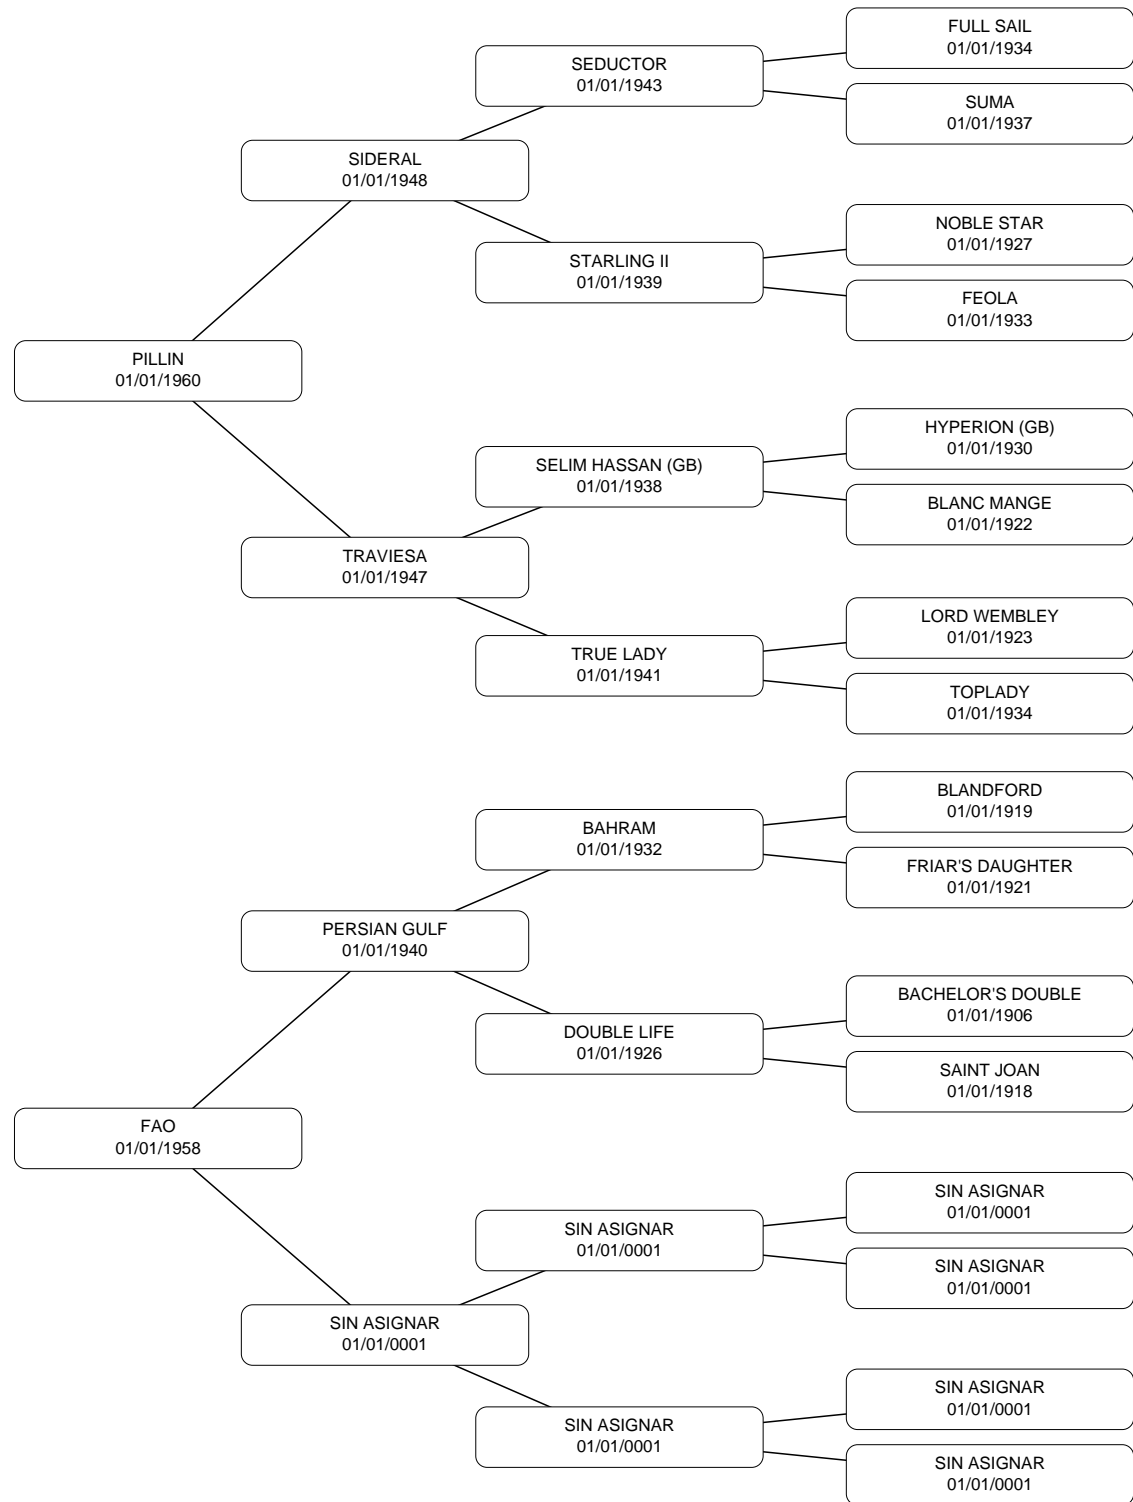 FULL SAIL
01/01/1934
SEDUCTOR
01/01/1943
SUMA
01/01/1937
SIDERAL
01/01/1948
NOBLE STAR
01/01/1927
STARLING II
01/01/1939
FEOLA
01/01/1933
PILLIN
01/01/1960
HYPERION (GB)
01/01/1930
SELIM HASSAN (GB)
01/01/1938
BLANC MANGE
01/01/1922
TRAVIESA
01/01/1947
LORD WEMBLEY
01/01/1923
TRUE LADY
01/01/1941
TOPLADY
01/01/1934
BLANDFORD
01/01/1919
BAHRAM
01/01/1932
FRIAR'S DAUGHTER
01/01/1921
PERSIAN GULF
01/01/1940
BACHELOR'S DOUBLE
01/01/1906
DOUBLE LIFE
01/01/1926
SAINT JOAN
01/01/1918
FAO
01/01/1958
SIN ASIGNAR
01/01/0001
SIN ASIGNAR
01/01/0001
SIN ASIGNAR
01/01/0001
SIN ASIGNAR
01/01/0001
SIN ASIGNAR
01/01/0001
SIN ASIGNAR
01/01/0001
SIN ASIGNAR
01/01/0001